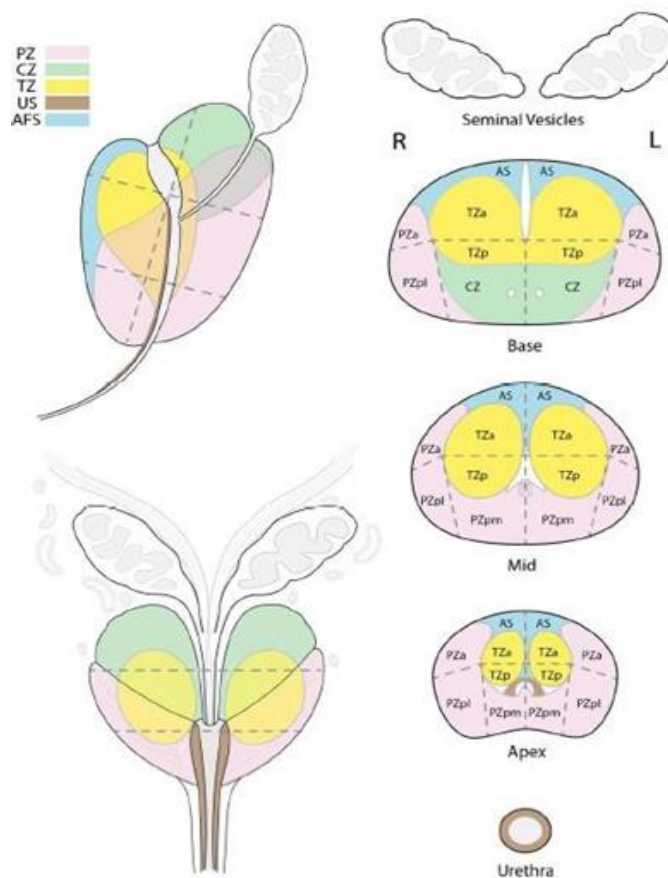 PZ
CZ
TZ
US
AFS
Seminal Vesicles
R L
AS AS
TZa TZa
PZa PZa
TZp TZp
PZpl CZ CZ PZpl
Base
AS AS
TZa TZa
PZa PZa
TZp TZp
PZpl PZpl
PZpm PZpm
Mid
AS AS
PZa TZa TZa PZa
TZp TZp
PZpl PZpm PZpm PZpl
Apex
Urethra